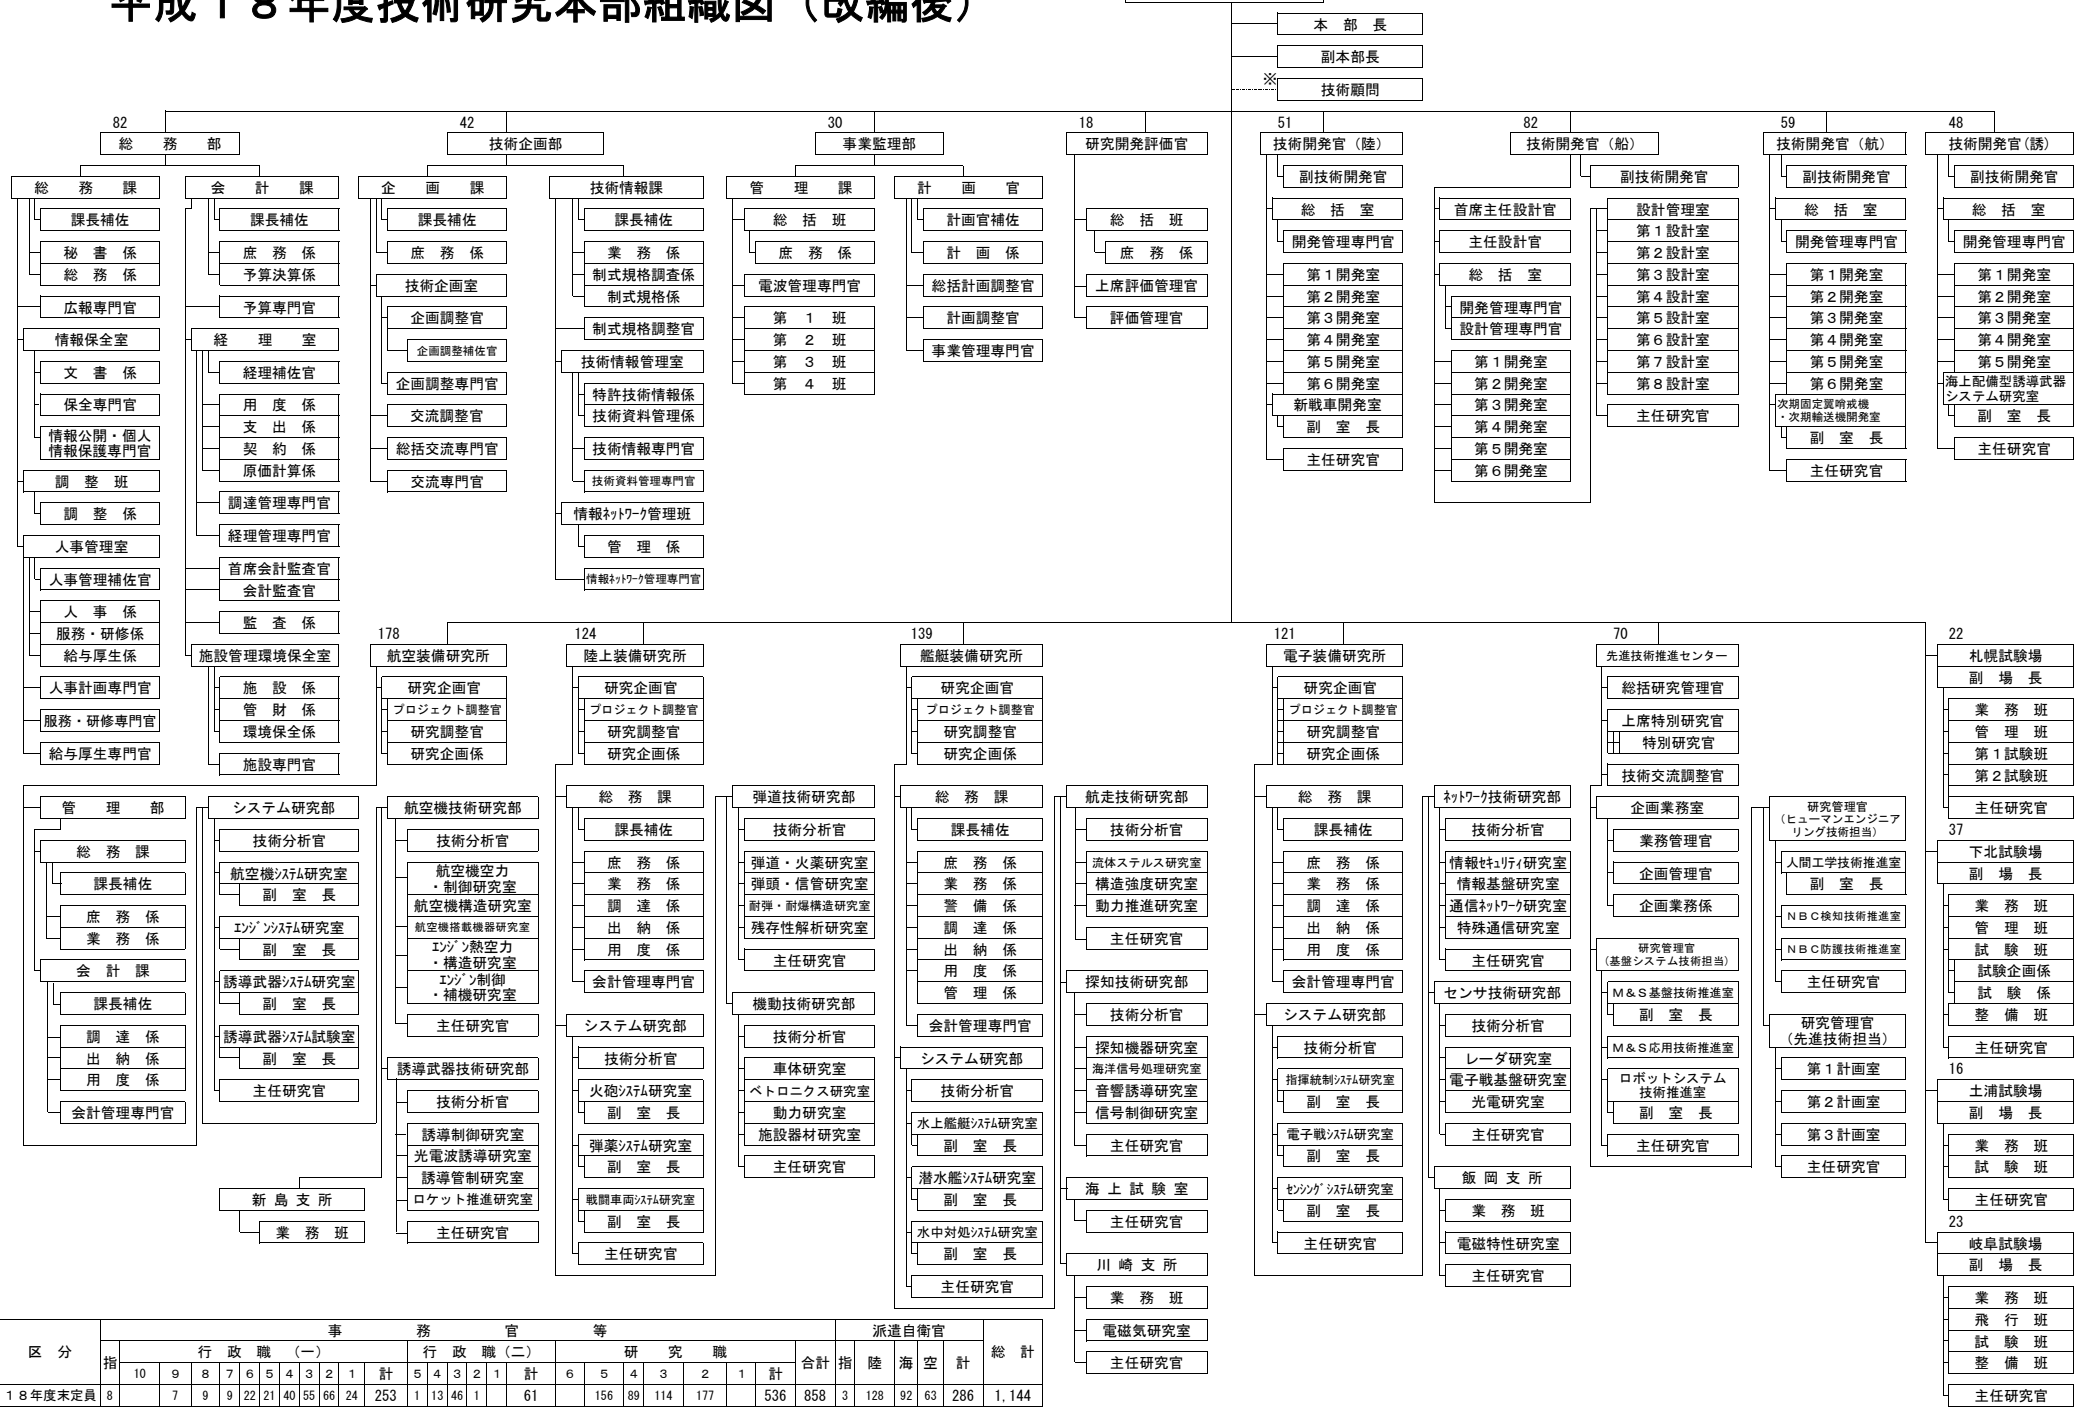 平成１８年度技術研究本部組織図（改編後）
本　部　長
副本部長
※
技術顧問
82
総　務　部
総　務　課
課長補佐
秘　書　係
総　務　係
広報専門官
情報保全室
文　書　係
保全専門官
情報公開・個人
情報保護専門官
調　整　班
調　整　係
人事管理室
人事管理補佐官
人　事　係
服務・研修係
給与厚生係
人事計画専門官
服務・研修専門官
給与厚生専門官
会　計　課
課長補佐
庶　務　係
予算決算係
予算専門官
経　理　室
経理補佐官
用　度　係
支　出　係
契　約　係
原価計算係
調達管理専門官
経理管理専門官
首席会計監査官
会計監査官
監　査　係
施設管理環境保全室
施　設　係
管　財　係
環境保全係
施設専門官
42
技術企画部
企　画　課
課長補佐
庶　務　係
技術企画室
企画調整官
企画調整補佐官
企画調整専門官
交流調整官
総括交流専門官
交流専門官
技術情報課
課長補佐
業　務　係
制式規格調査係
制式規格係
制式規格調整官
技術情報管理室
特許技術情報係
技術資料管理係
技術情報専門官
技術資料管理専門官
情報ﾈｯﾄﾜｰｸ管理班
管　理　係
情報ﾈｯﾄﾜｰｸ管理専門官
30
事業監理部
管　理　課
総　括　班
庶　務　係
電波管理専門官
第　１　班
第　２　班
第　３　班
第　４　班
計　画　官
計画官補佐
計　画　係
総括計画調整官
計画調整官
事業管理専門官
18
研究開発評価官
総　括　班
庶　務　係
上席評価管理官
評価管理官
51
技術開発官（陸）
副技術開発官
総　括　室
開発管理専門官
第１開発室
第２開発室
第３開発室
第４開発室
第５開発室
第６開発室
新戦車開発室
副　室　長
主任研究官
82
技術開発官（船）
副技術開発官
首席主任設計官
主任設計官
総　括　室
開発管理専門官
設計管理専門官
第１開発室
第２開発室
第３開発室
第４開発室
第５開発室
第６開発室
設計管理室
第１設計室
第２設計室
第３設計室
第４設計室
第５設計室
第６設計室
第７設計室
第８設計室
主任研究官
59
技術開発官（航）
副技術開発官
総　括　室
開発管理専門官
第１開発室
第２開発室
第３開発室
第４開発室
第５開発室
第６開発室
次期固定翼哨戒機
・次期輸送機開発室
副　室　長
主任研究官
48
技術開発官(誘)
副技術開発官
総　括　室
開発管理専門官
第１開発室
第２開発室
第３開発室
第４開発室
第５開発室
海上配備型誘導武器
システム研究室
副　室　長
主任研究官
178
航空装備研究所
研究企画官
プロジェクト調整官
研究調整官
研究企画係
管　理　部
総　務　課
課長補佐
庶　務　係
業　務　係
会　計　課
課長補佐
調　達　係
出　納　係
用　度　係
会計管理専門官
システム研究部
技術分析官
航空機ｼｽﾃﾑ研究室
副　室　長
ｴﾝｼﾞﾝｼｽﾃﾑ研究室
副　室　長
誘導武器ｼｽﾃﾑ研究室
副　室　長
誘導武器ｼｽﾃﾑ試験室
副　室　長
主任研究官
新 島 支 所
業　務　班
航空機技術研究部
技術分析官
航空機空力
・制御研究室
航空機構造研究室
航空機搭載機器研究室
ｴﾝｼﾞﾝ熱空力
・構造研究室
ｴﾝｼﾞﾝ制御
・補機研究室
主任研究官
誘導武器技術研究部
技術分析官
誘導制御研究室
光電波誘導研究室
誘導管制研究室
ロケット推進研究室
主任研究官
124
陸上装備研究所
研究企画官
プロジェクト調整官
研究調整官
研究企画係
総　務　課
課長補佐
庶　務　係
業　務　係
調　達　係
出　納　係
用　度　係
会計管理専門官
システム研究部
技術分析官
火砲ｼｽﾃﾑ研究室
副　室　長
弾薬ｼｽﾃﾑ研究室
副　室　長
戦闘車両ｼｽﾃﾑ研究室
副　室　長
主任研究官
弾道技術研究部
技術分析官
弾道・火薬研究室
弾頭・信管研究室
耐弾・耐爆構造研究室
残存性解析研究室
主任研究官
機動技術研究部
技術分析官
車体研究室
ベトロニクス研究室
動力研究室
施設器材研究室
主任研究官
139
艦艇装備研究所
研究企画官
プロジェクト調整官
研究調整官
研究企画係
総　務　課
課長補佐
庶　務　係
業　務　係
警　備　係
調　達　係
出　納　係
用　度　係
管　理　係
会計管理専門官
システム研究部
技術分析官
水上艦艇ｼｽﾃﾑ研究室
副　室　長
潜水艦システム研究室
副　室　長
水中対処ｼｽﾃﾑ研究室
副　室　長
主任研究官
航走技術研究部
技術分析官
流体ステルス研究室
構造強度研究室
動力推進研究室
主任研究官
探知技術研究部
技術分析官
探知機器研究室
海洋信号処理研究室
音響誘導研究室
信号制御研究室
主任研究官
海 上 試 験 室
主任研究官
川 崎 支 所
業　務　班
電磁気研究室
主任研究官
121
電子装備研究所
研究企画官
プロジェクト調整官
研究調整官
研究企画係
総　務　課
課長補佐
庶　務　係
業　務　係
調　達　係
出　納　係
用　度　係
会計管理専門官
システム研究部
技術分析官
指揮統制ｼｽﾃﾑ研究室
副　室　長
電子戦ｼｽﾃﾑ研究室
副　室　長
ｾﾝｼﾝｸﾞｼｽﾃﾑ研究室
副　室　長
主任研究官
ﾈｯﾄﾜｰｸ技術研究部
技術分析官
情報ｾｷｭﾘﾃｨ研究室
情報基盤研究室
通信ﾈｯﾄﾜｰｸ研究室
特殊通信研究室
主任研究官
センサ技術研究部
技術分析官
レーダ研究室
電子戦基盤研究室
光電研究室
主任研究官
飯 岡 支 所
業　務　班
電磁特性研究室
主任研究官
70
先進技術推進センター
総括研究管理官
上席特別研究官
特別研究官
技術交流調整官
企画業務室
業務管理官
企画管理官
企画業務係
研究管理官
（基盤システム技術担当）
Ｍ＆Ｓ基盤技術推進室
副　室　長
Ｍ＆Ｓ応用技術推進室
ロボットシステム
技術推進室
副　室　長
主任研究官
研究管理官
（ヒューマンエンジニア
リング技術担当）
人間工学技術推進室
副　室　長
ＮＢＣ検知技術推進室
ＮＢＣ防護技術推進室
主任研究官
研究管理官
（先進技術担当）
第１計画室
第２計画室
第３計画室
主任研究官
22
札幌試験場
副　場　長
業　務　班
管　理　班
第１試験班
第２試験班
主任研究官
37
下北試験場
副　場　長
業　務　班
管　理　班
試　験　班
試験企画係
試　験　係
整　備　班
主任研究官
16
土浦試験場
副　場　長
業　務　班
試　験　班
主任研究官
23
岐阜試験場
副　場　長
業　務　班
飛　行　班
試　験　班
整　備　班
主任研究官
区　分　事　務　官　等　派遣自衛官　総　計
指　行　政　職　（一）　行　政　職（二）　研　究　職　合計　指　陸　海　空　計
10 9 8 7 6 5 4 3 2 1 計 5 4 3 2 1 計 6 5 4 3 2 1 計
１８年度末定員 8 7 9 9 22 21 40 55 66 24 253 1 13 46 1 61 156 89 114 177 536 858 3 128 92 63 286 1,144